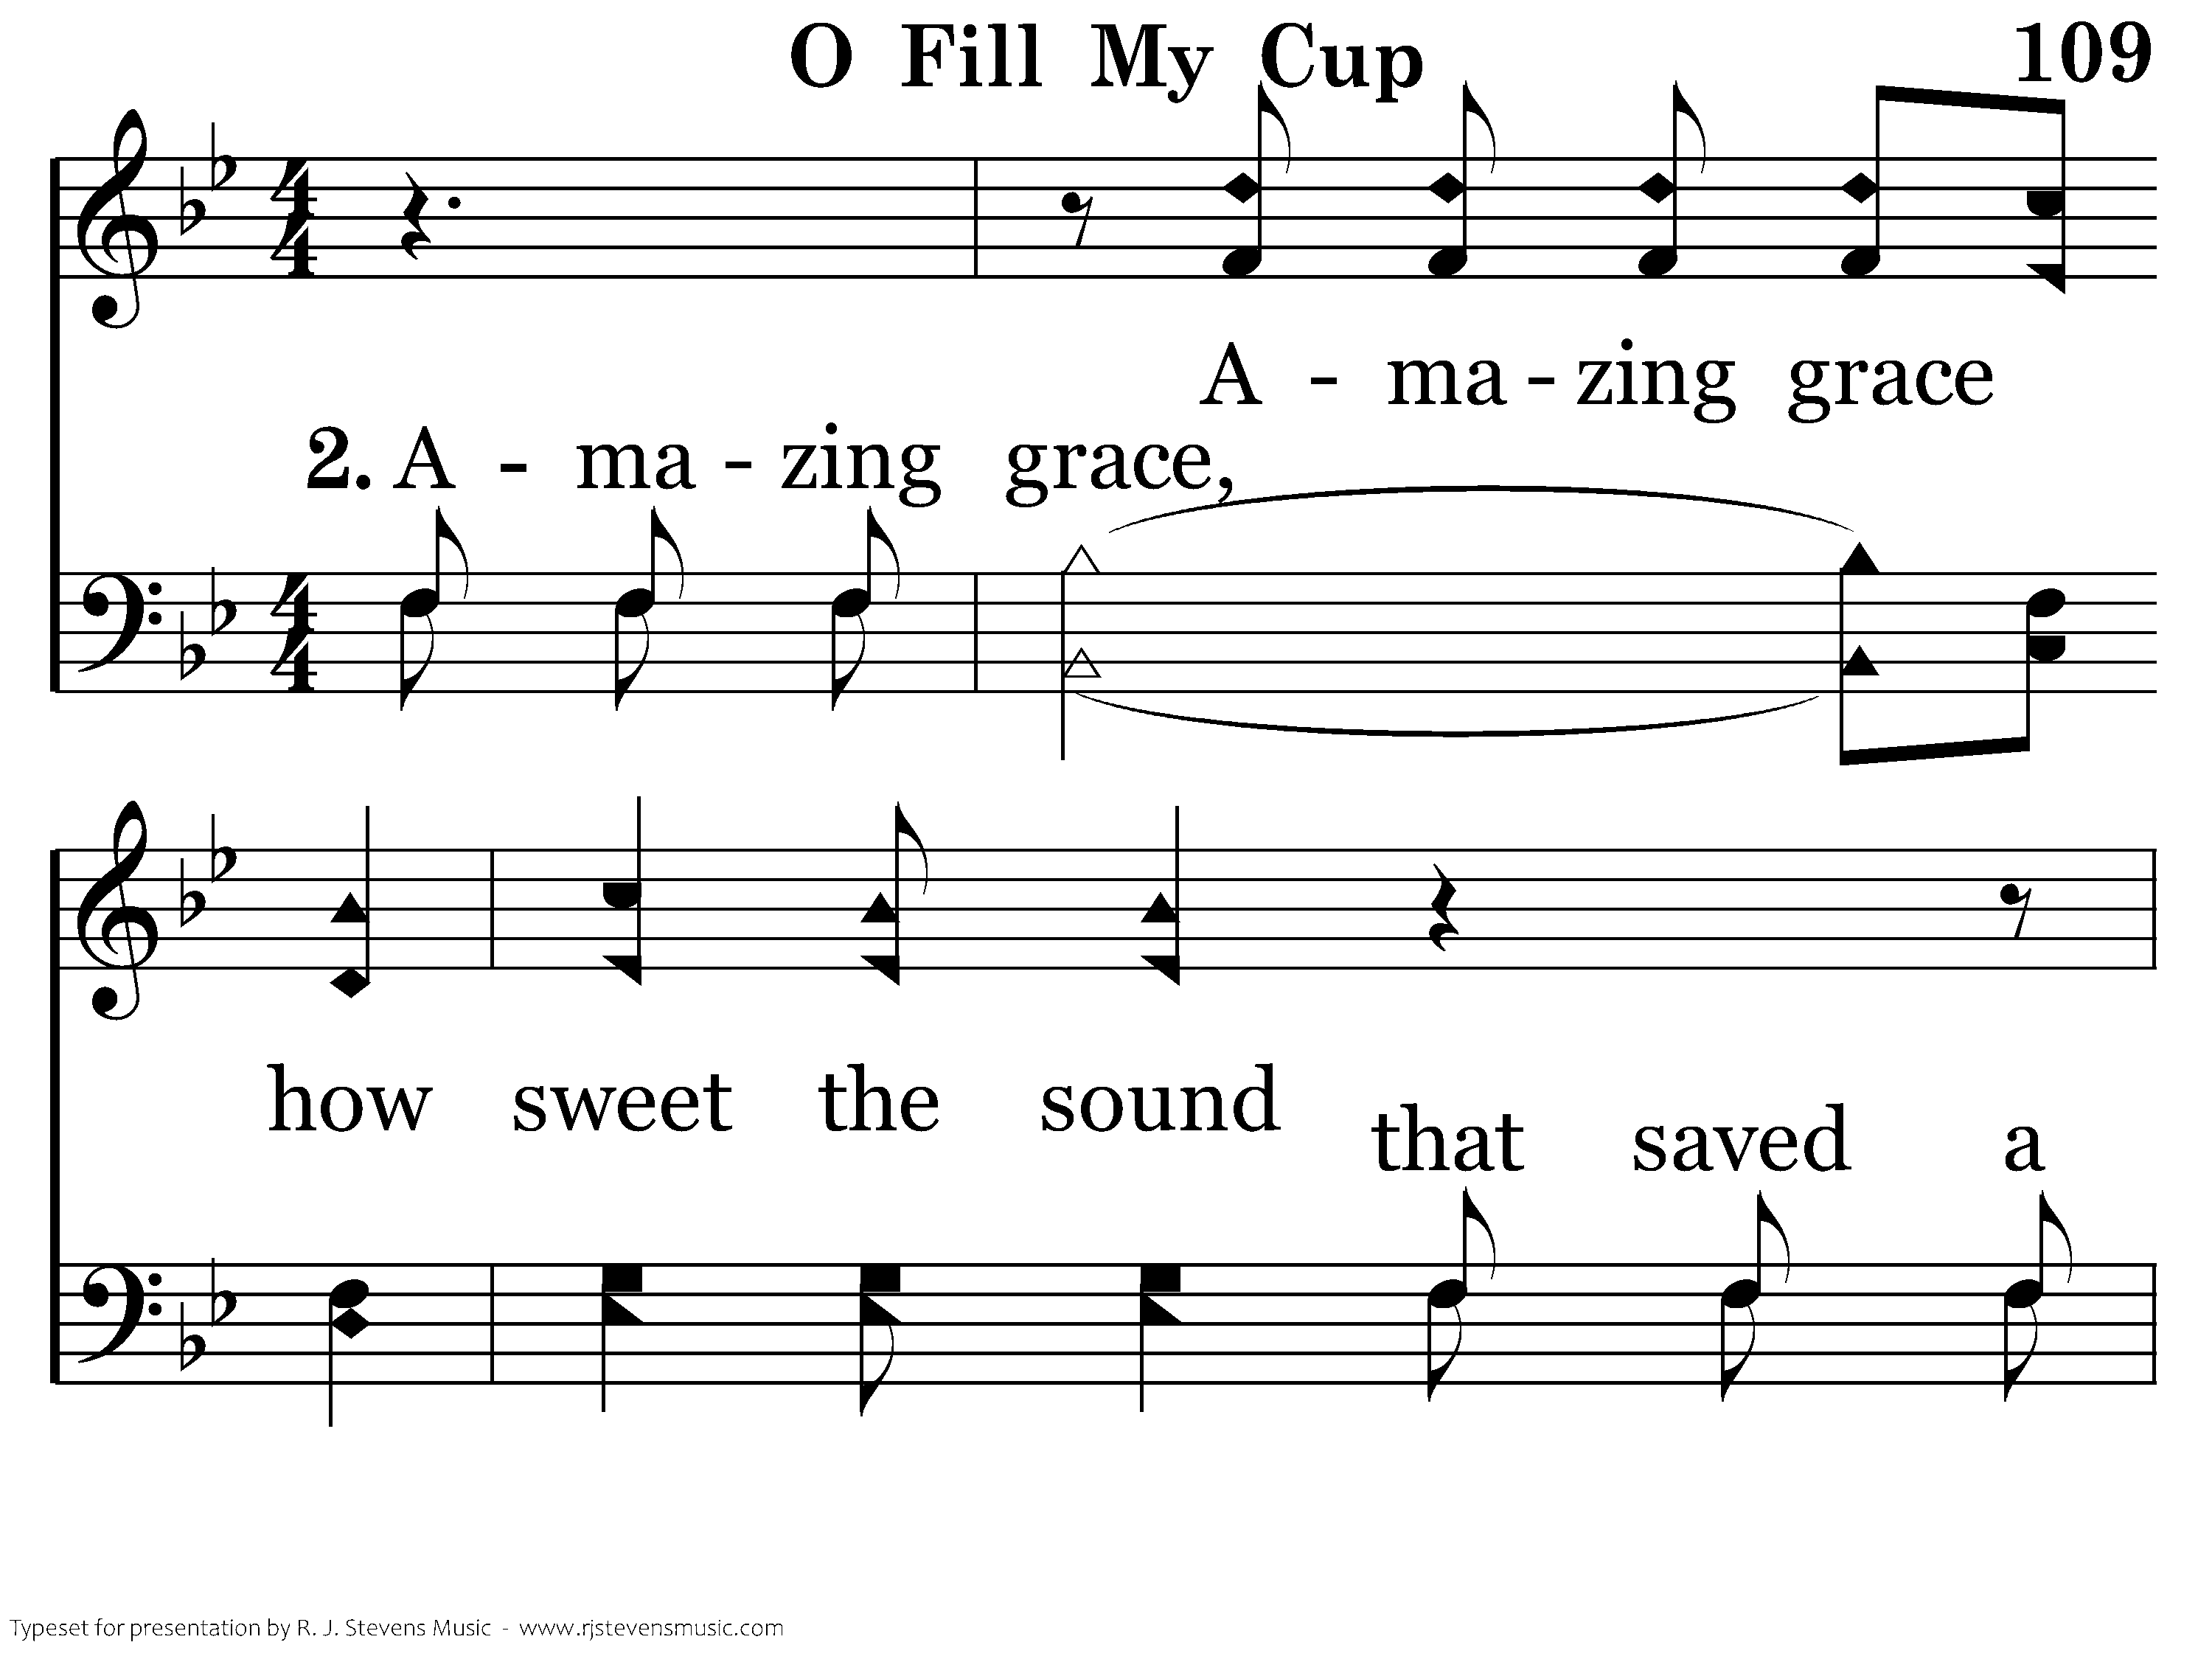 O Fill My Cup 109
A - ma - zing grace
2. A - ma - zing grace,
how sweet the sound
that saved a
Typeset for presentation by R. J. Stevens Music - www.rjstevensmusic.com